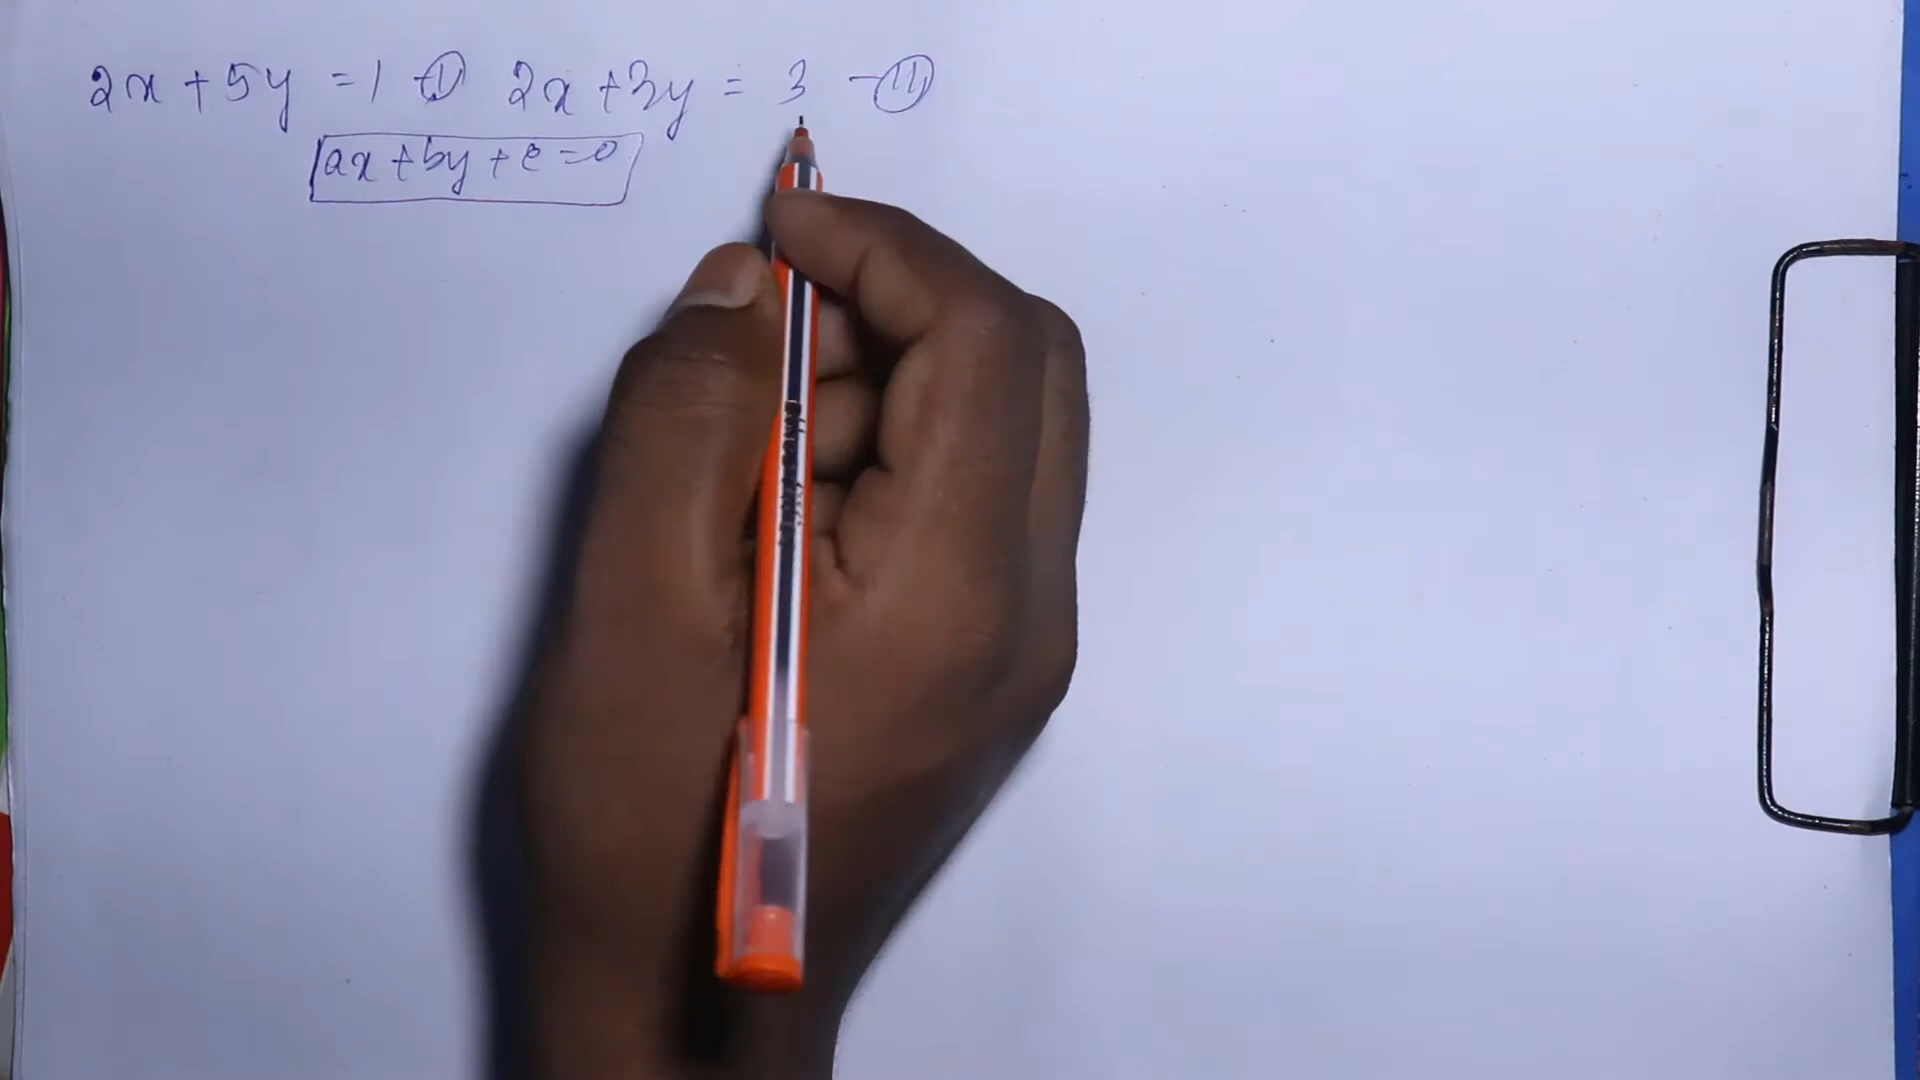 2x + 5y = 1 - (i) 2x + 3y = 3 - (ii)
ax + by + c = 0